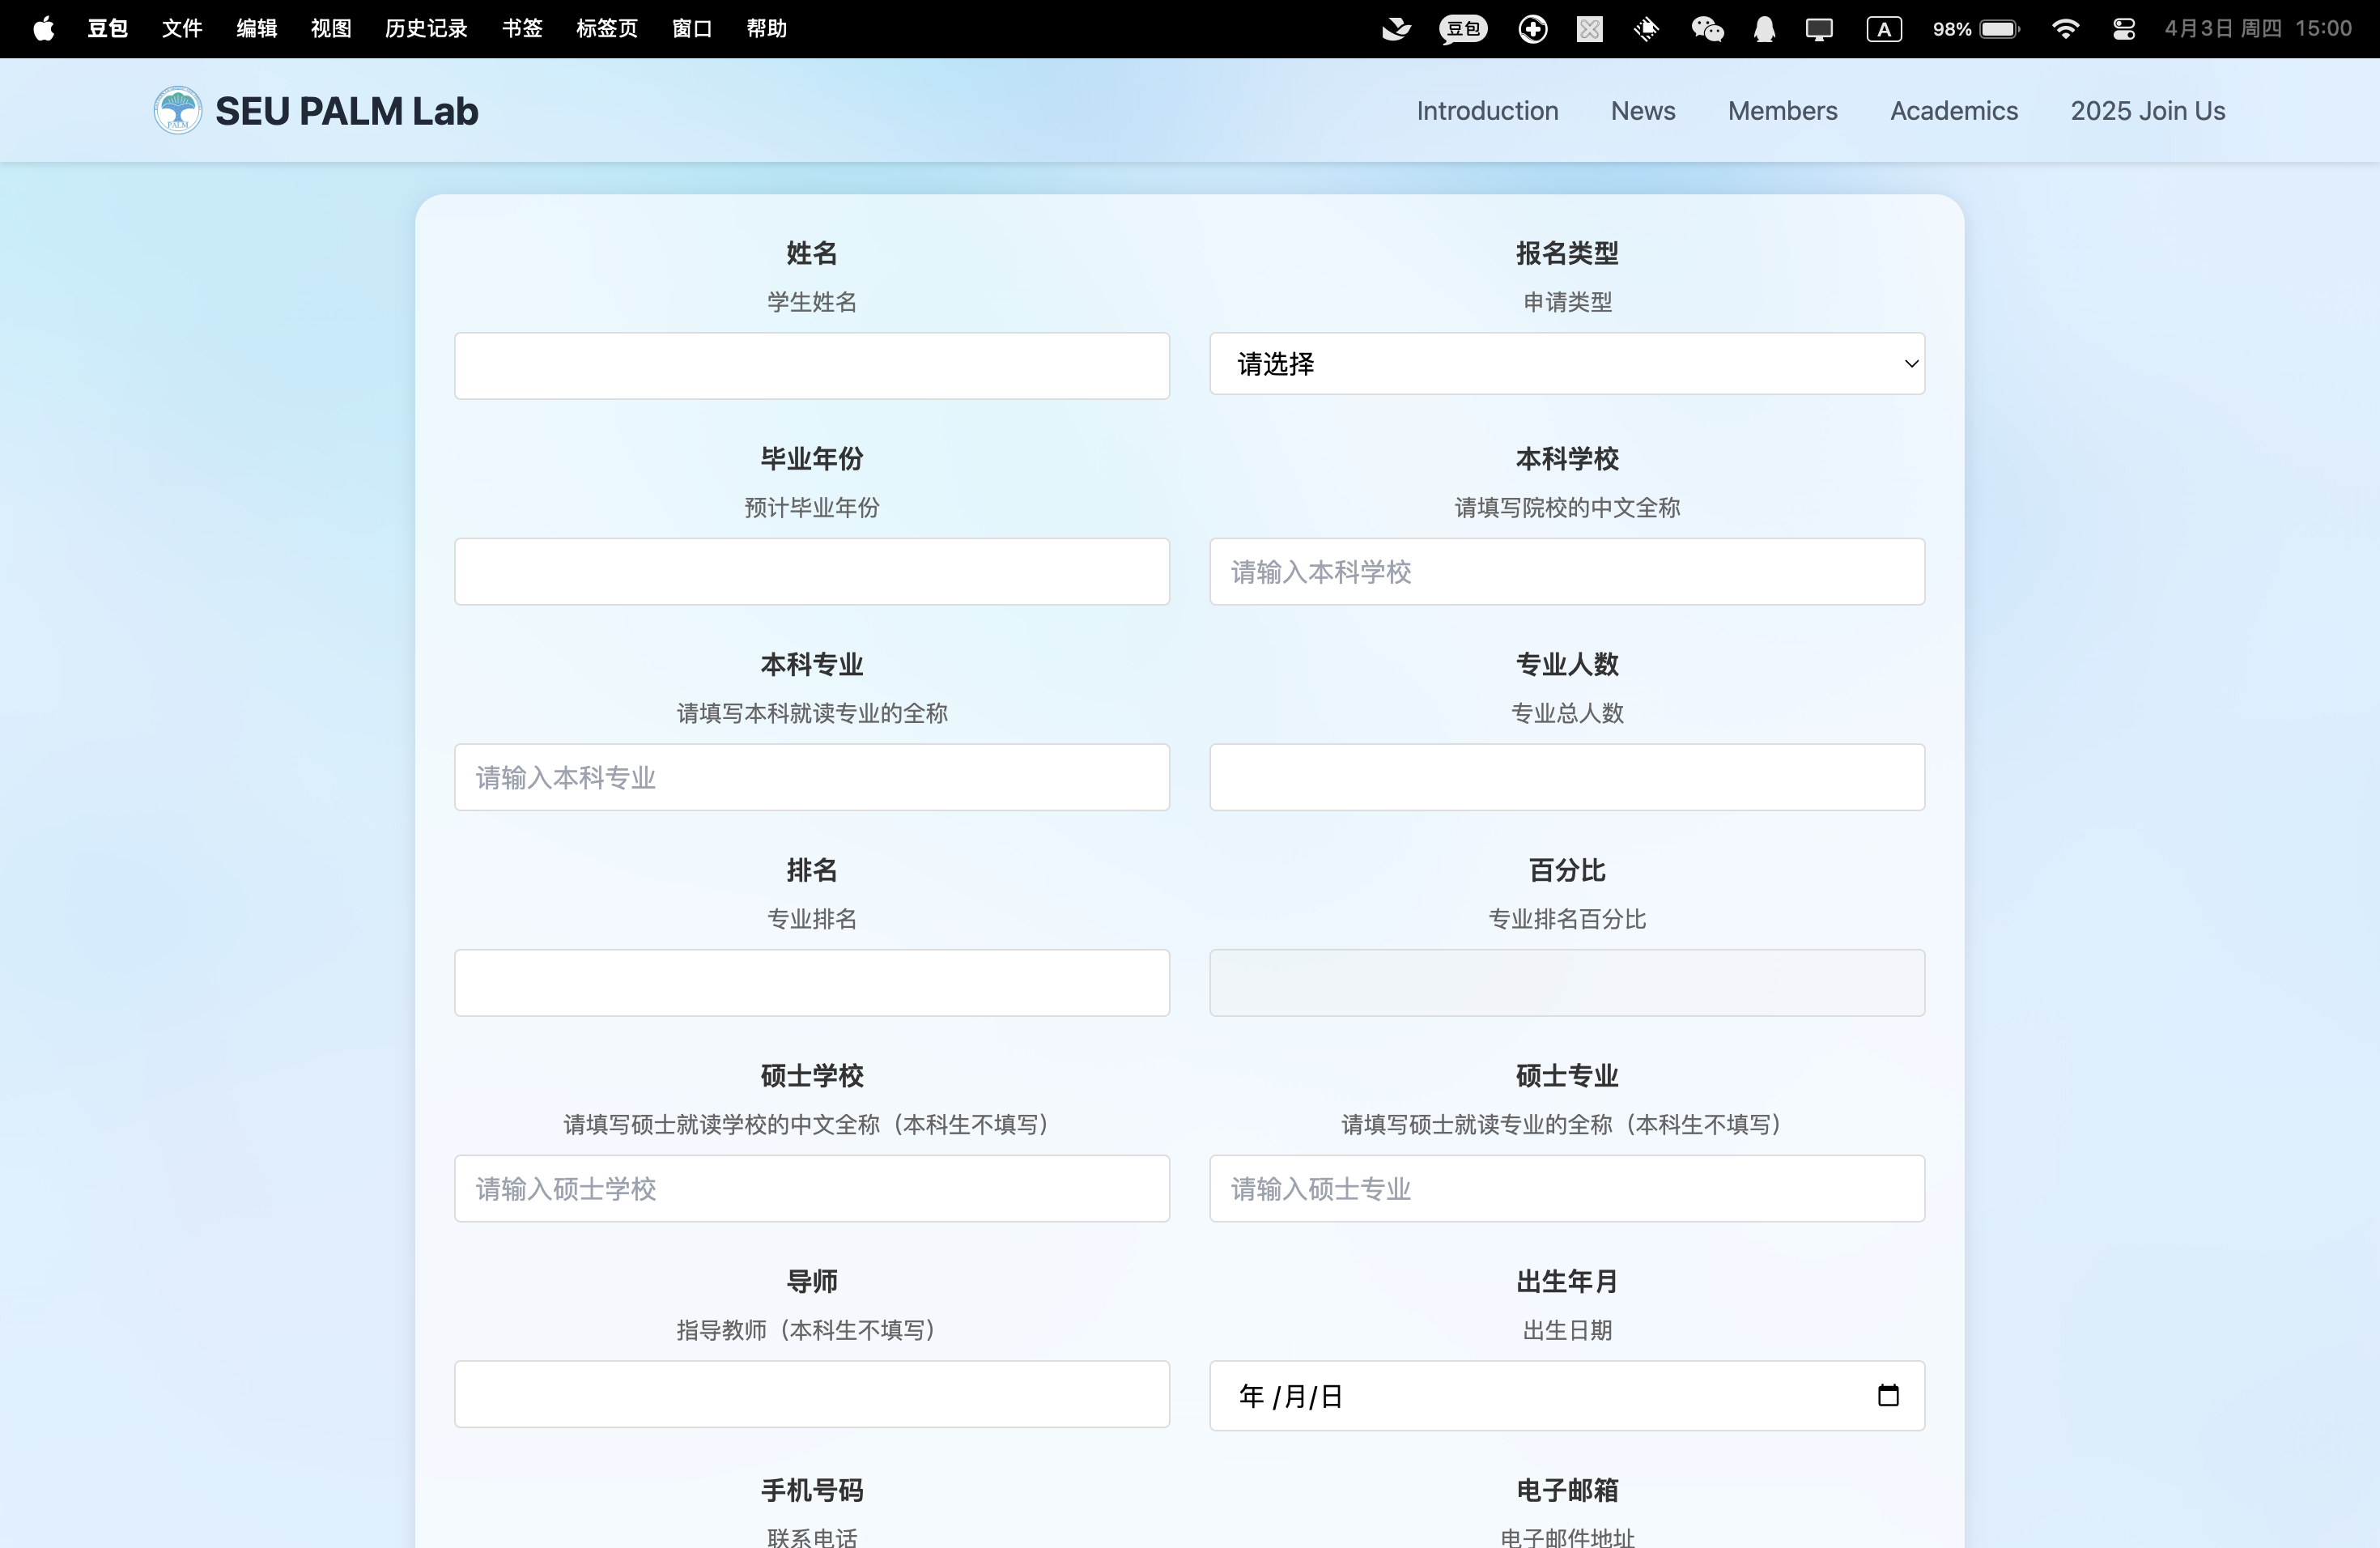 豆包 文件 编辑 视图 历史记录 书签 标签页 窗口 帮助 豆包 A 98% 4月3日 周四 15:00
PALM SEU PALM Lab Introduction News Members Academics 2025 Join Us
姓名 报名类型
学生姓名 申请类型
请选择
毕业年份 本科学校
预计毕业年份 请填写院校的中文全称
请输入本科学校
本科专业 专业人数
请填写本科就读专业的全称 专业总人数
请输入本科专业
排名 百分比
专业排名 专业排名百分比
硕士学校 硕士专业
请填写硕士就读学校的中文全称（本科生不填写） 请填写硕士就读专业的全称（本科生不填写）
请输入硕士学校 请输入硕士专业
导师 出生年月
指导教师（本科生不填写） 出生日期
年 /月/日
手机号码 电子邮箱
联系电话 电子邮件地址